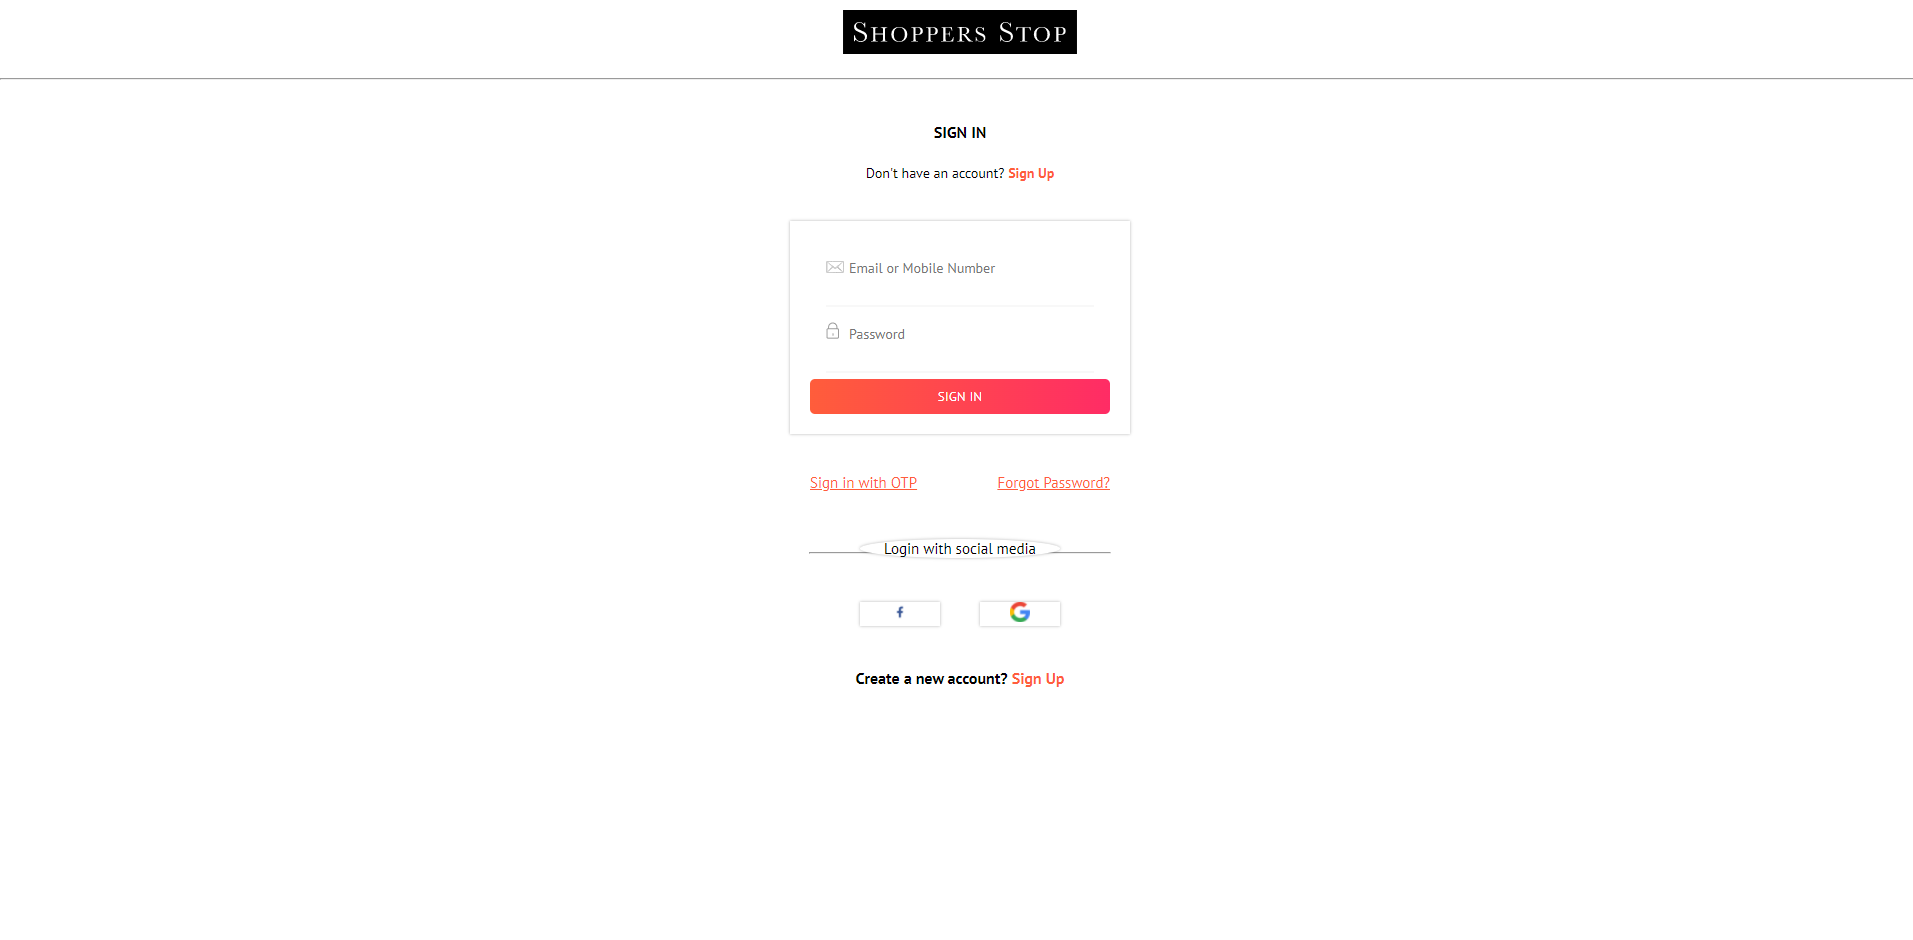 SHOPPERS STOP
SIGN IN
Don't have an account? Sign Up
Email or Mobile Number
Password
SIGN IN
Sign in with OTP Forgot Password?
Login with social media
f G
Create a new account? Sign Up